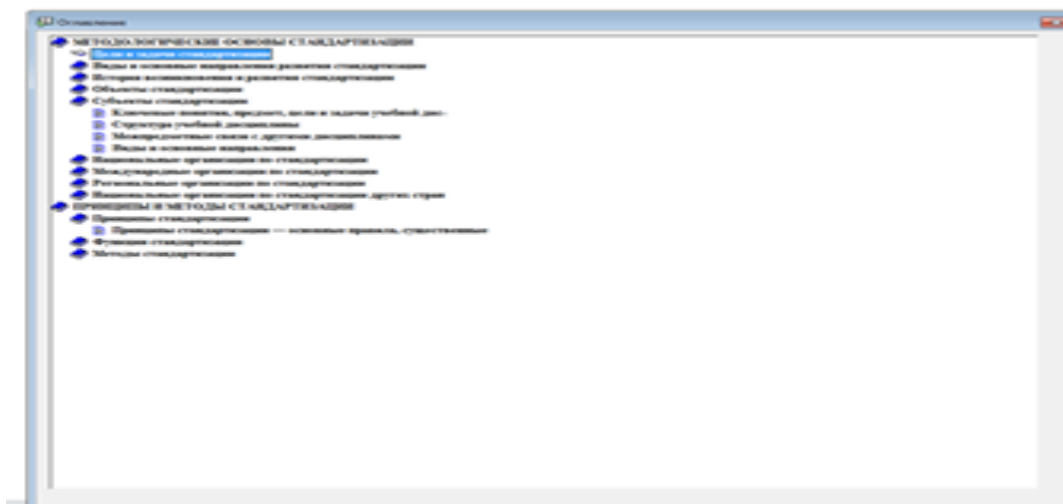 Оглавление
МЕТОДОЛОГИЧЕСКИЕ ОСНОВЫ СТАНДАРТИЗАЦИИ
Цели и задачи стандартизации
Виды и основные направления развития стандартизации
История возникновения и развития стандартизации
Объекты стандартизации
Субъекты стандартизации
Ключевые понятия, предмет, цели и задачи учебной дис-
Структура учебной дисциплины
Межпредметные связи с другими дисциплинами
Виды и основные направления
Национальные организации по стандартизации
Международные организации по стандартизации
Региональные организации по стандартизации
Национальные организации по стандартизации других стран
ПРИНЦИПЫ И МЕТОДЫ СТАНДАРТИЗАЦИИ
Принципы стандартизации
Принципы стандартизации — основные правила, существенные
Функции стандартизации
Методы стандартизации